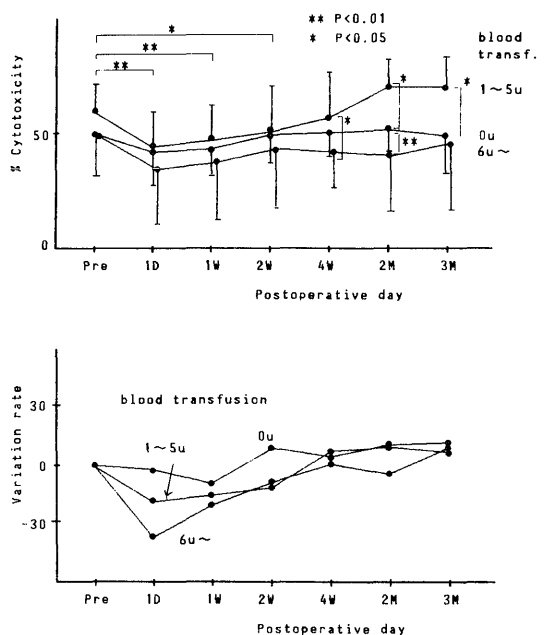 ** P<0.01
* P<0.05
blood
transf.
*
**
**
*
1~5u
*
*
0u
**
6u~
% Cytotoxicity
50
0
Pre 1D 1W 2W 4W 2M 3M
Postoperative day
blood transfusion
1~5u
0u
6u~
Variation rate
30
0
-30
Pre 1D 1W 2W 4W 2M 3M
Postoperative day